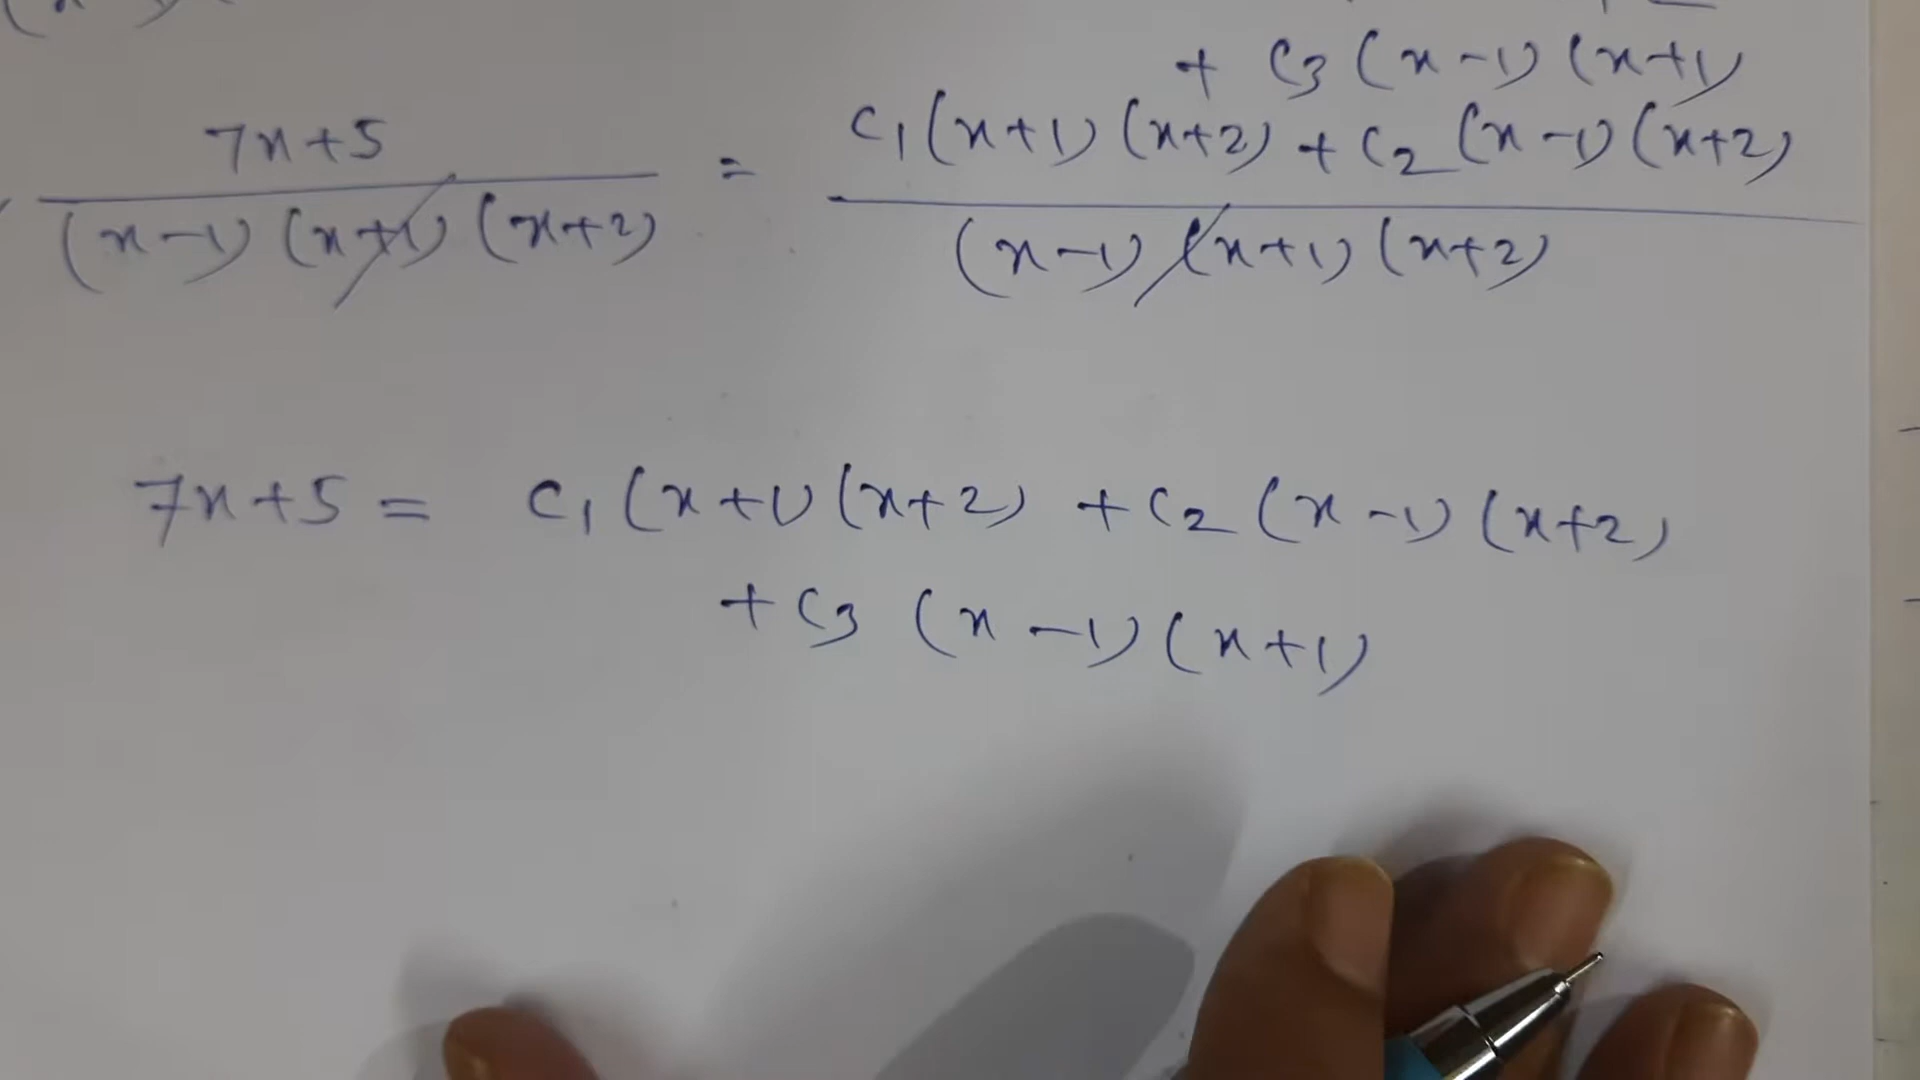 + C3 (x-1) (x+1)
7x+5 / (x-1) (x+1) (x+2) = C1(x+1) (x+2) + C2 (x-1) (x+2) / (x-1) (x+1) (x+2)
7x+5 = C1 (x+1) (x+2) + C2 (x-1) (x+2)
+ C3 (x-1) (x+1)